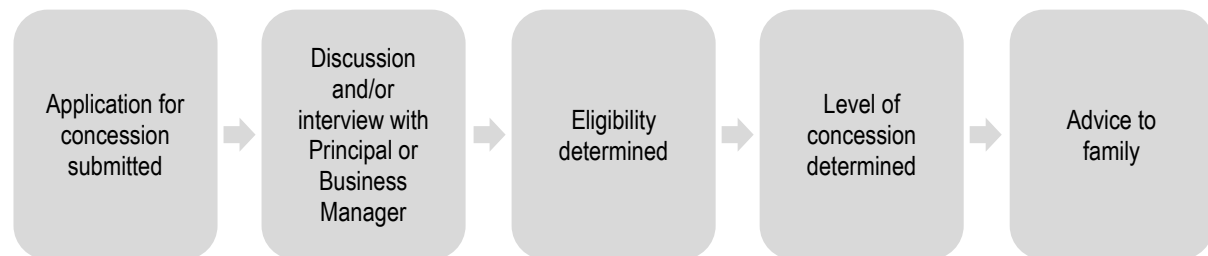 Application for
concession
submitted
Discussion
and/or
interview with
Principal or
Business
Manager
Eligibility
determined
Level of
concession
determined
Advice to
family